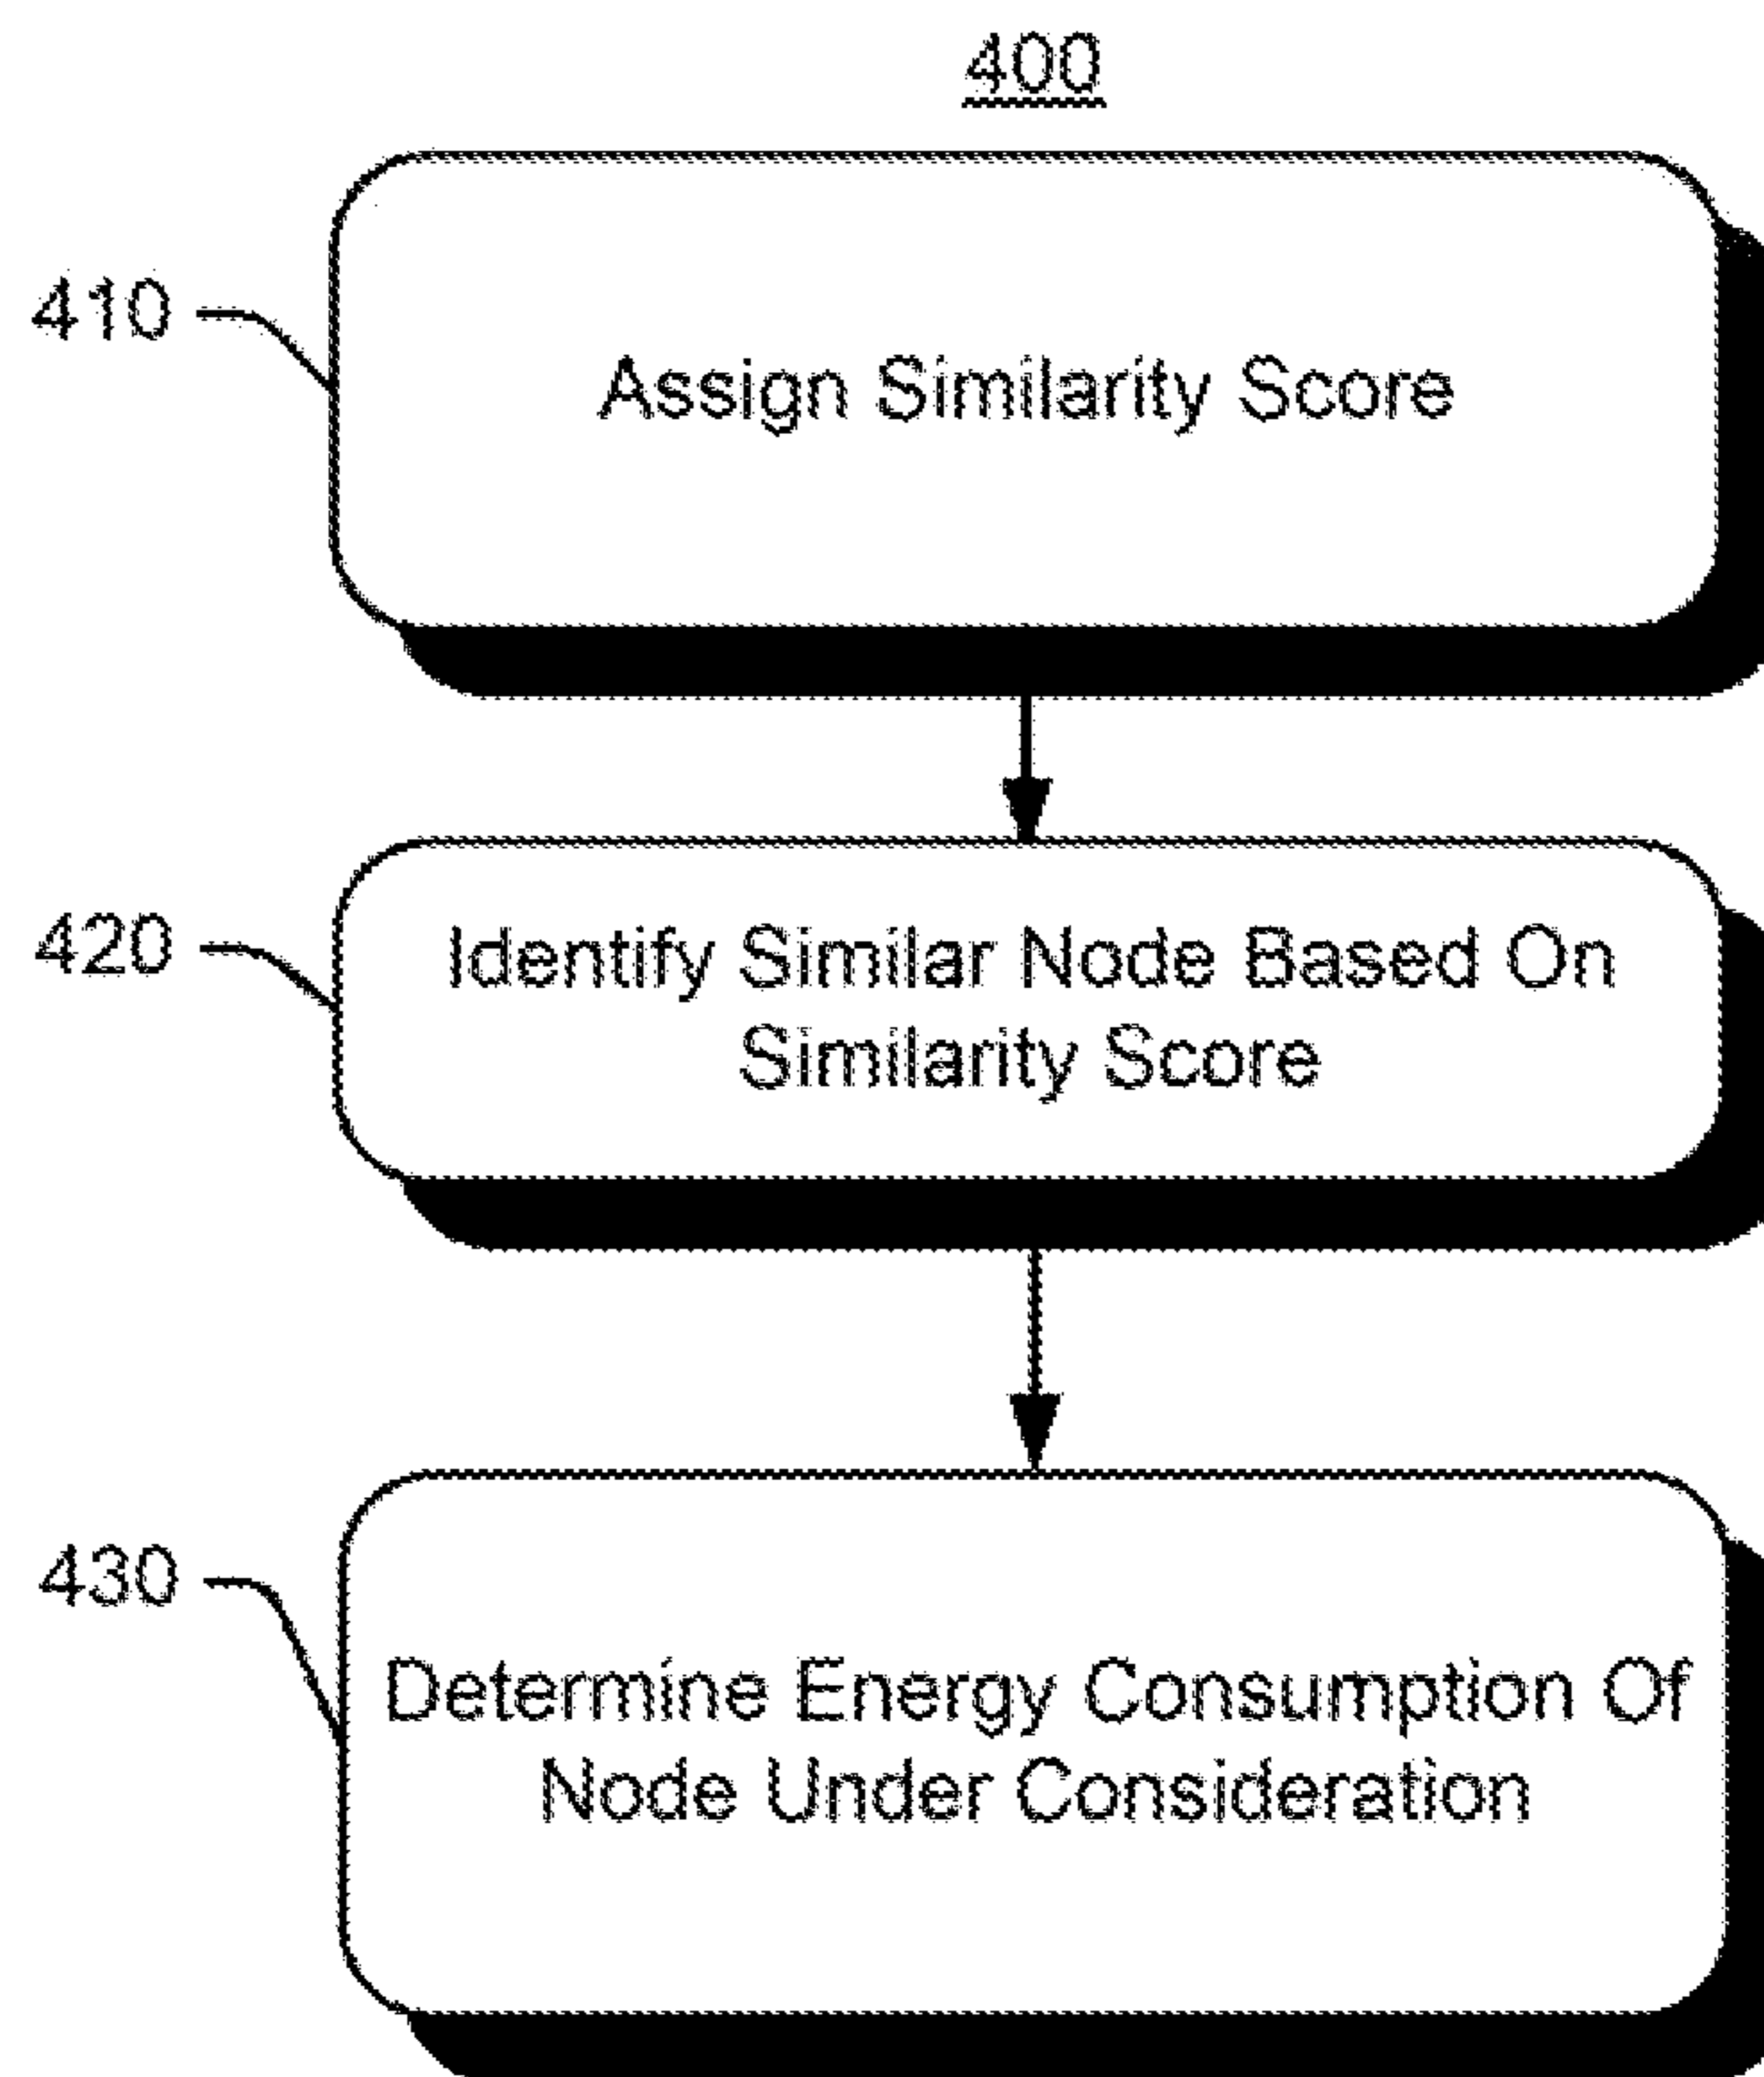 400
410
Assign Similarity Score
420
Identify Similar Node Based On
Similarity Score
430
Determine Energy Consumption Of
Node Under Consideration